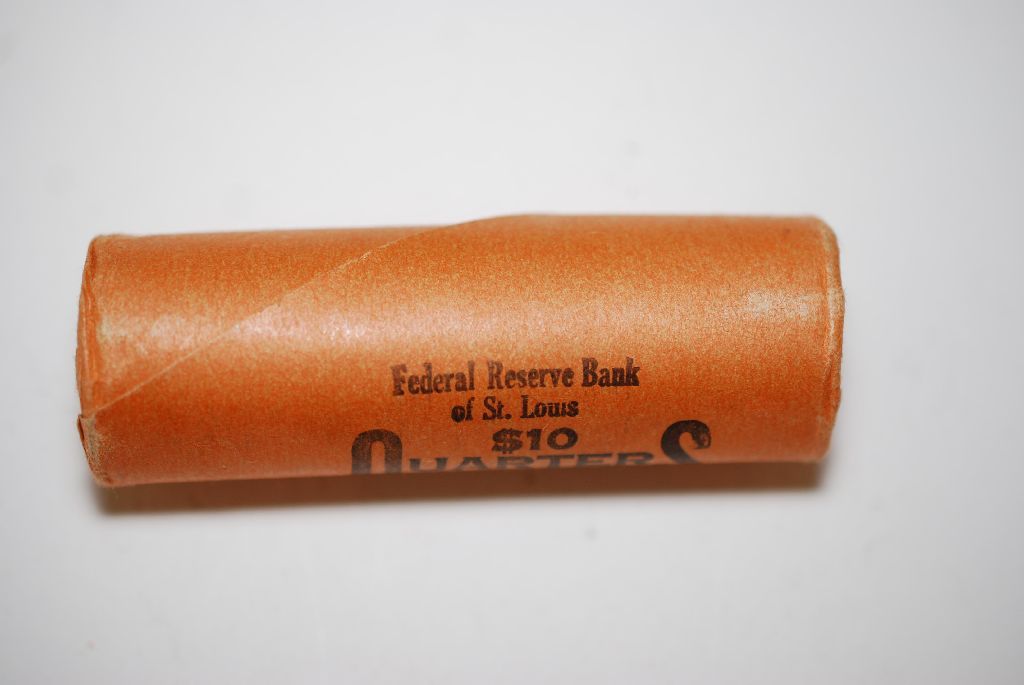 Federal Reserve Bank
of St. Louis
$10
QUARTERS